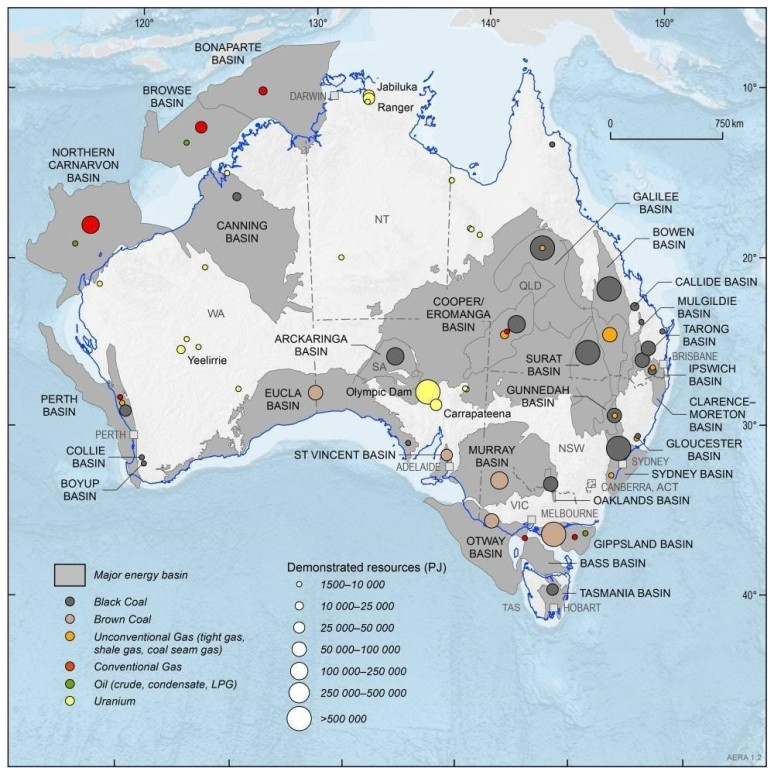 120°
130°
140°
150°
BONAPARTE
BASIN
BROWSE
BASIN
DARWIN
Jabiluka
Ranger
10°
10°
0
750 km
NORTHERN
CARNARVON
BASIN
CANNING
BASIN
NT
GALILEE
BASIN
BOWEN
BASIN
20°
20°
QLD
CALLIDE BASIN
MULGILDIE
BASIN
COOPER/
EROMANGA
BASIN
WA
TARONG
BASIN
ARCKARINGA
BASIN
BRISBANE
Yeelirrie
SA
SURAT
BASIN
IPSWICH
BASIN
EUCLA
BASIN
Olympic Dam
GUNNEDAH
BASIN
PERTH
BASIN
Carrapateena
CLARENCE–
MORETON
BASIN
30°
30°
PERTH
COLLIE
BASIN
ST VINCENT BASIN
ADELAIDE
MURRAY
BASIN
NSW
GLOUCESTER
BASIN
SYDNEY
SYDNEY BASIN
BOYUP
BASIN
CANBERRA, ACT
OAKLANDS BASIN
VIC
MELBOURNE
OTWAY
BASIN
GIPPSLAND BASIN
BASS BASIN
TASMANIA BASIN
40°
40°
TAS
HOBART
Major energy basin
Black Coal
Brown Coal
Unconventional Gas (tight gas,
shale gas, coal seam gas)
Conventional Gas
Oil (crude, condensate, LPG)
Uranium
Demonstrated resources (PJ)
1500–10 000
10 000–25 000
25 000–50 000
50 000–100 000
100 000–250 000
250 000–500 000
>500 000
AERA 1.2